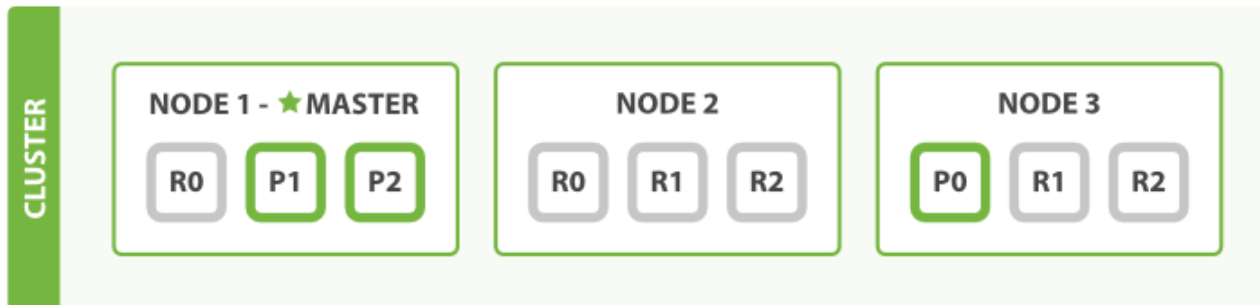 CLUSTER
NODE 1 - ★ MASTER
R0 P1 P2
NODE 2
R0 R1 R2
NODE 3
P0 R1 R2